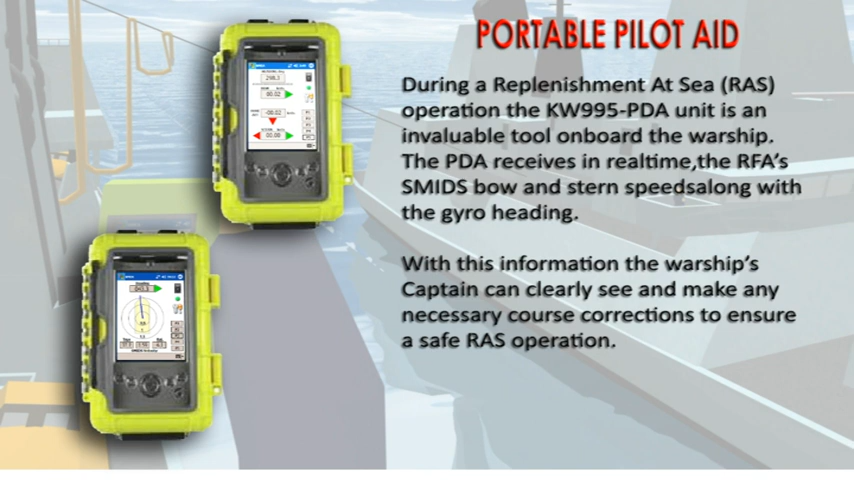 PORTABLE PILOT AID
During a Replenishment At Sea (RAS)
operation the KW995-PDA unit is an
invaluable tool onboard the warship.
The PDA receives in realtime,the RFA's
SMIDS bow and stern speedsalong with
the gyro heading.
With this information the warship's
Captain can clearly see and make any
necessary course corrections to ensure
a safe RAS operation.